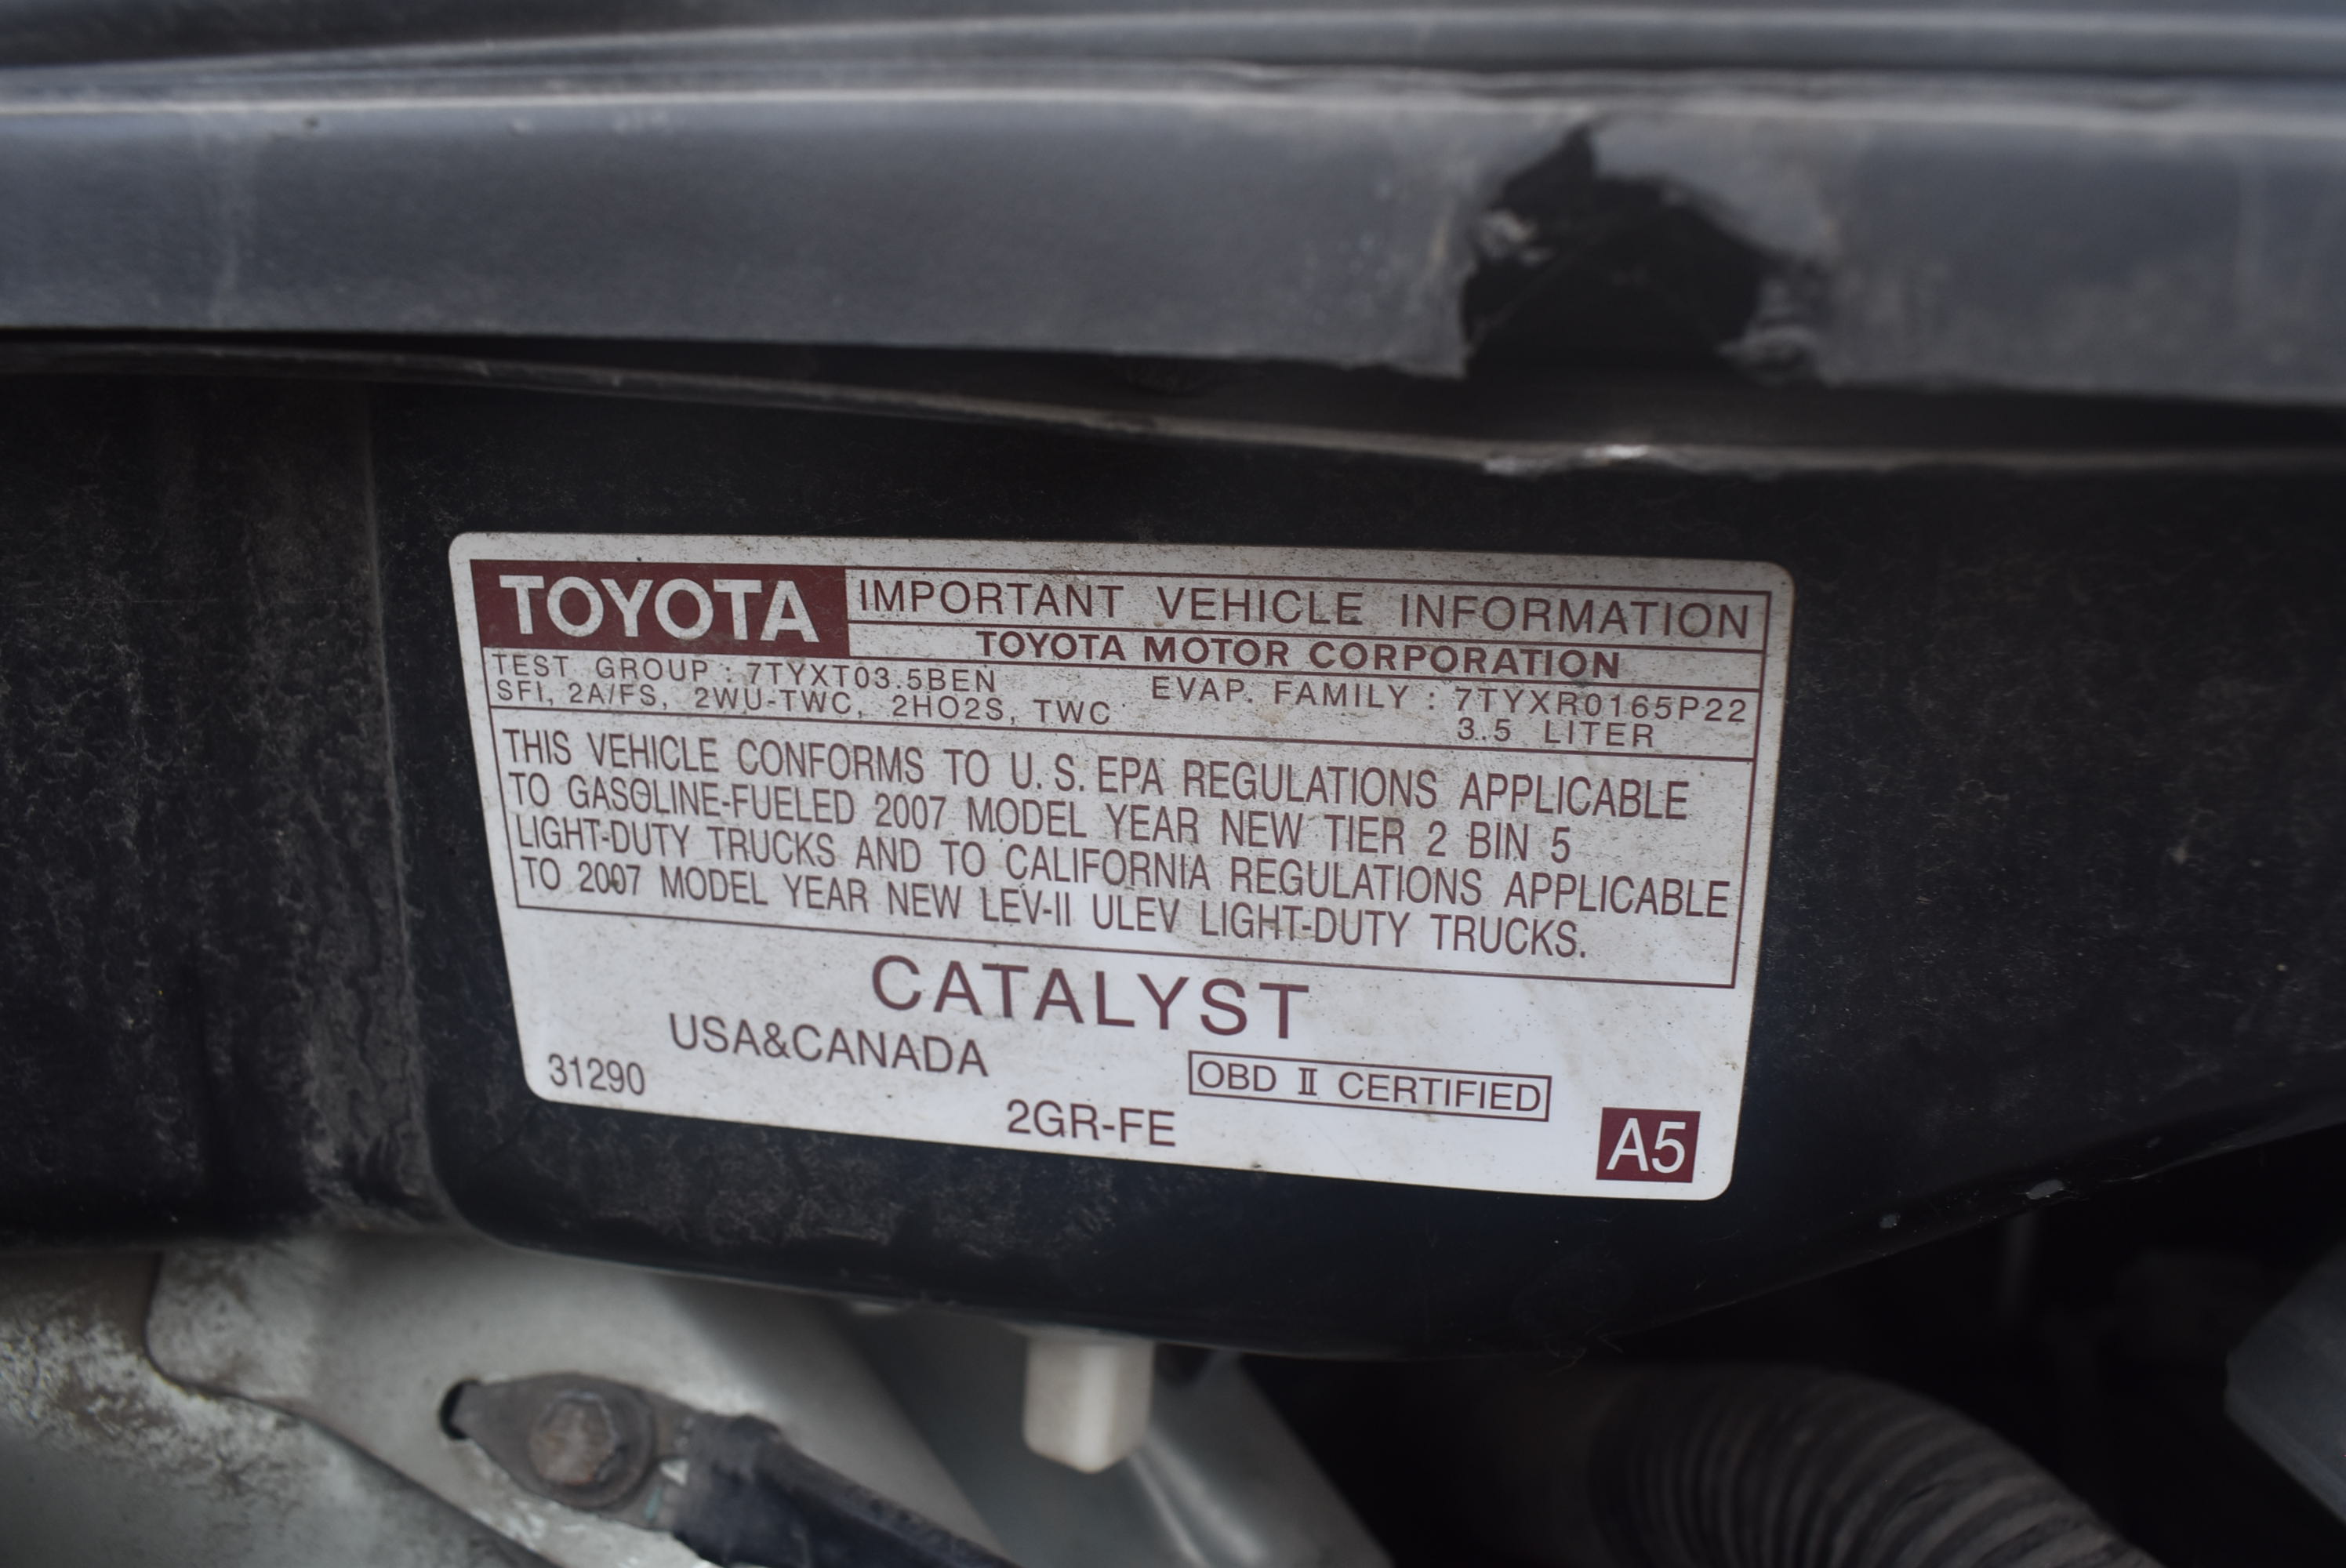 TOYOTA IMPORTANT VEHICLE INFORMATION
TOYOTA MOTOR CORPORATION
TEST GROUP : 7TYXT03.5BEN EVAP. FAMILY : 7TYXR0165P22
SFI, 2A/FS, 2WU-TWC, 2HO2S, TWC 3.5 LITER
THIS VEHICLE CONFORMS TO U.S. EPA REGULATIONS APPLICABLE
TO GASOLINE-FUELED 2007 MODEL YEAR NEW TIER 2 BIN 5
LIGHT-DUTY TRUCKS AND TO CALIFORNIA REGULATIONS APPLICABLE
TO 2007 MODEL YEAR NEW LEV-II ULEV LIGHT-DUTY TRUCKS.
CATALYST
USA&CANADA OBD II CERTIFIED
31290 2GR-FE A5